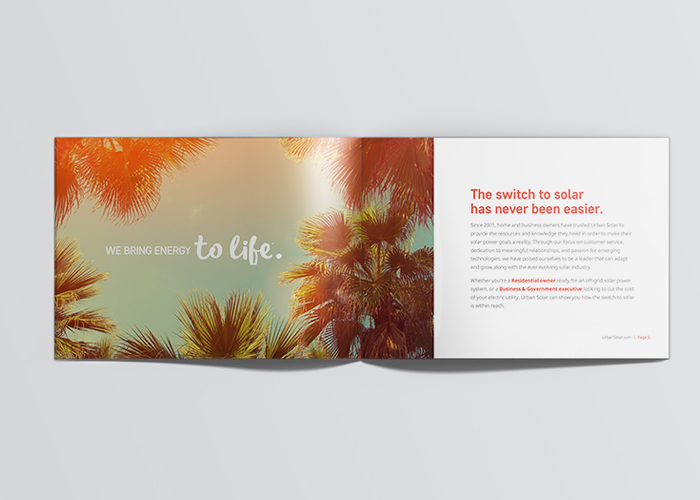 WE BRING ENERGY to life™.
The switch to solar
has never been easier.
Since 2001, home and business owners have trusted Urban Solar to
provide the resources and knowledge they need in order to make their
solar power goals a reality. Through our focus on customer service,
dedication to meaningful relationships, and passion for emerging
technologies, we have poised ourselves to be a leader that can adapt
and grow along with the ever evolving solar industry.
Whether you're a Residential owner ready for an off-grid solar power
system, or a Business & Government executive looking to cut the cost
of your electric utility, Urban Solar can show you how the switch to solar
is within reach.
urbansolar.com | Page 3